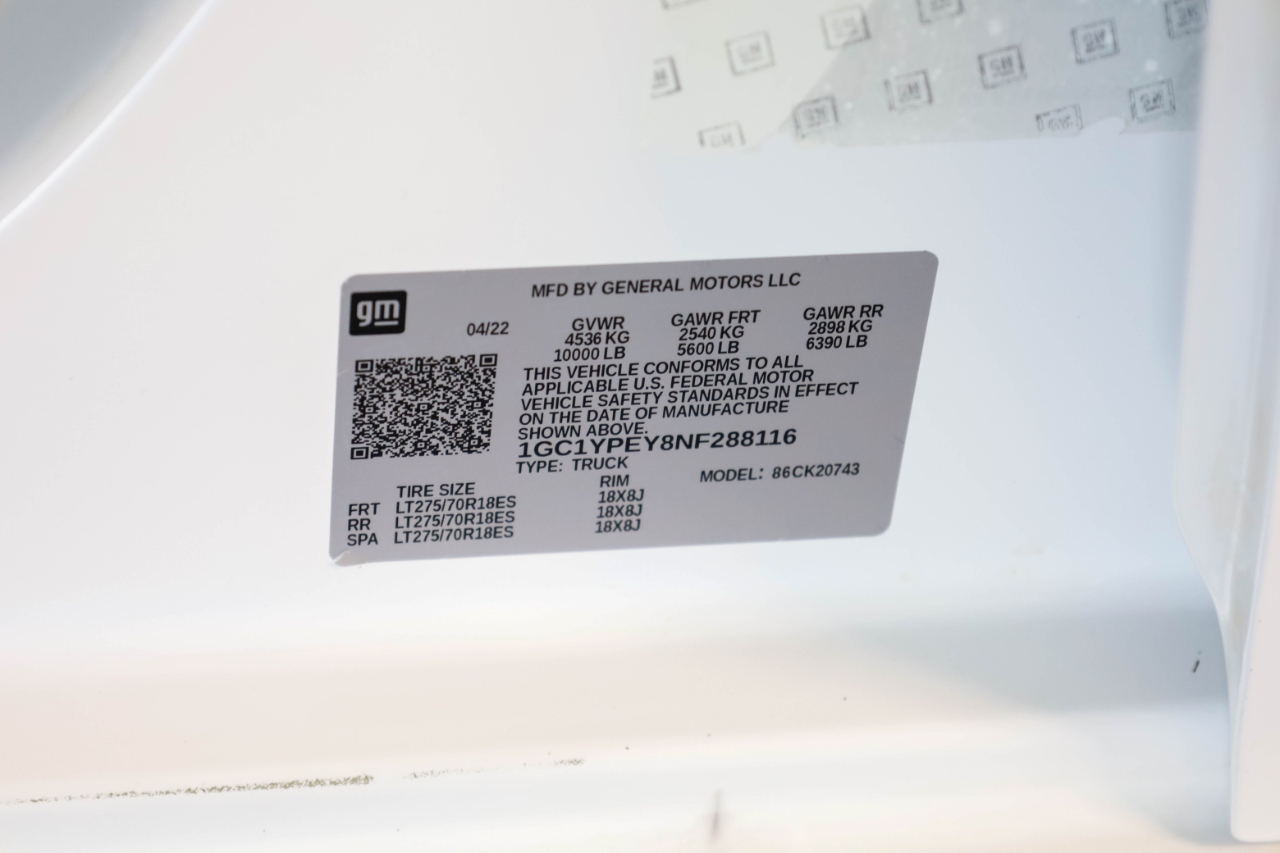 gm
MFD BY GENERAL MOTORS LLC
04/22
GVWR GAWR FRT GAWR RR
4536 KG 2540 KG 2898 KG
10000 LB 5600 LB 6390 LB
THIS VEHICLE CONFORMS TO ALL
APPLICABLE U.S. FEDERAL MOTOR
VEHICLE SAFETY STANDARDS IN EFFECT
ON THE DATE OF MANUFACTURE
SHOWN ABOVE.
1GC1YPEY8NF288116
TYPE: TRUCK MODEL: 86CK20743
TIRE SIZE RIM
FRT LT275/70R18ES 18X8J
RR LT275/70R18ES 18X8J
SPA LT275/70R18ES 18X8J